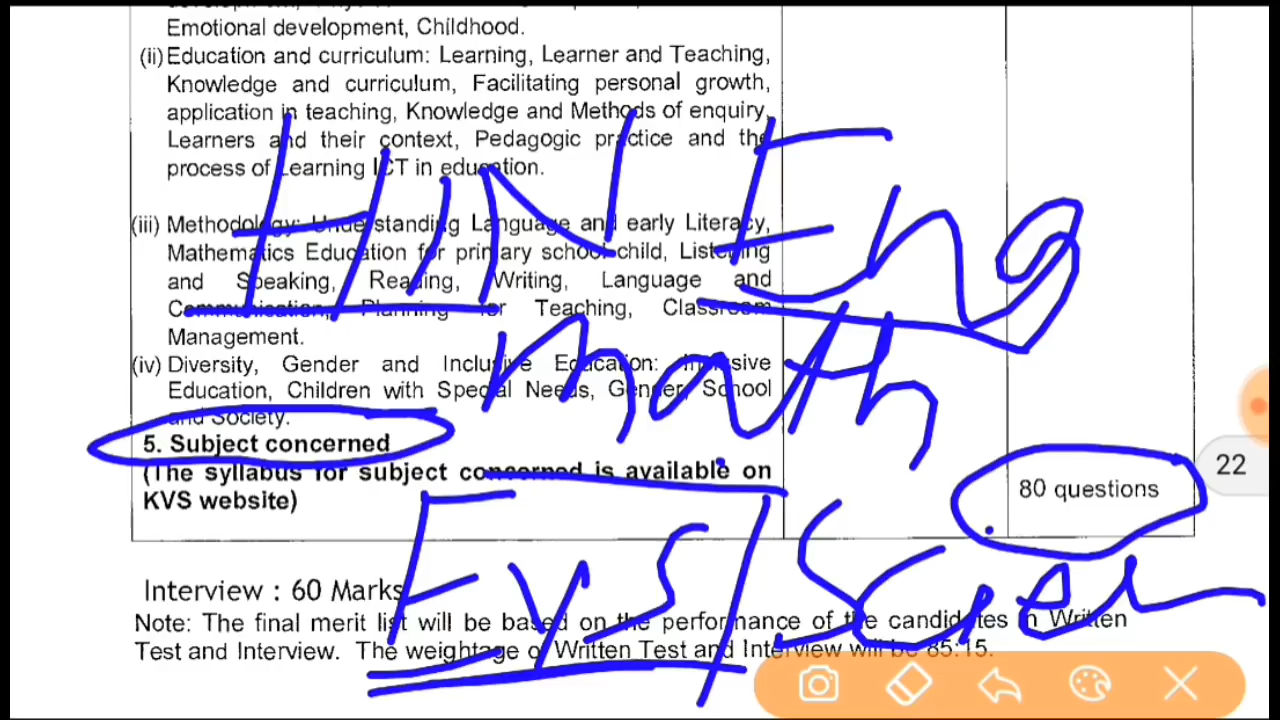 Emotional development, Childhood.
(ii) Education and curriculum: Learning, Learner and Teaching,
Knowledge and curriculum, Facilitating personal growth,
application in teaching, Knowledge and Methods of enquiry,
Learners and their context, Pedagogic practice and the
process of Learning ICT in education.
HIN Eng
(iii) Methodology: Understanding Language and early Literacy,
Mathematics Education for primary school child, Listening
and Speaking, Reading, Writing, Language and
Communication, Planning for Teaching, Classroom
Management.
math
(iv) Diversity, Gender and Inclusive Education: Inclusive
Education, Children with Special Needs, Gender, School
and Society.
5. Subject concerned
(The syllabus for subject concerned is available on
KVS website)
80 questions
22
EVS / Scien
Interview : 60 Marks
Note: The final merit list will be based on the performance of the candidates in Written
Test and Interview. The weightage of Written Test and Interview will be 85:15.